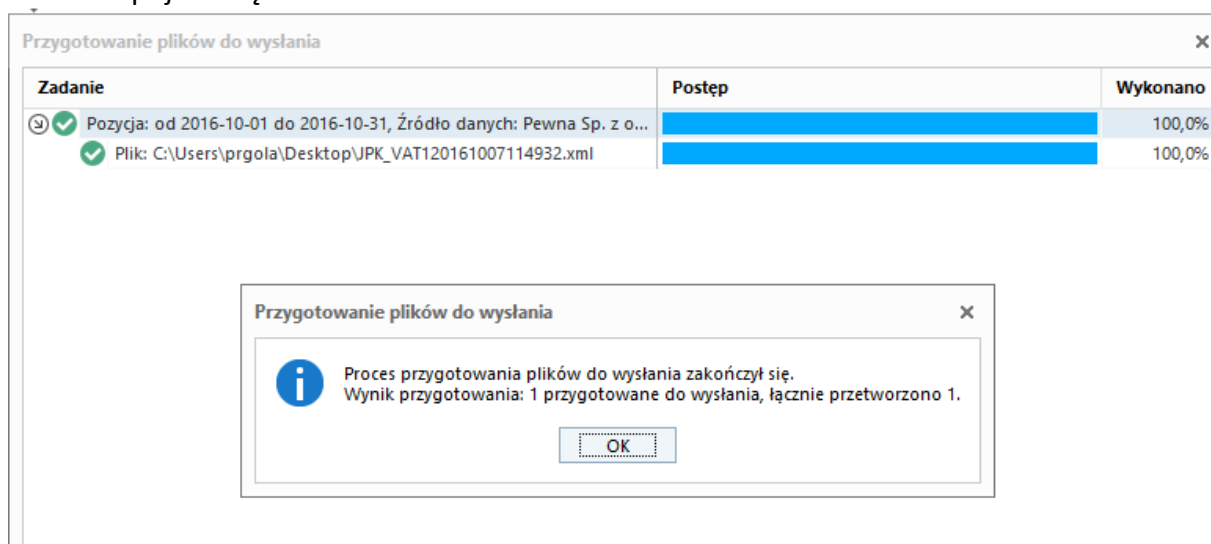 Przygotowanie plików do wysłania
Zadanie Postęp Wykonano
Pozycja: od 2016-10-01 do 2016-10-31, Źródło danych: Pewna Sp. z o... 100,0%
Plik: C:\Users\prgola\Desktop\JPK_VAT120161007114932.xml 100,0%
Przygotowanie plików do wysłania
Proces przygotowania plików do wysłania zakończył się.
Wynik przygotowania: 1 przygotowane do wysłania, łącznie przetworzono 1.
OK